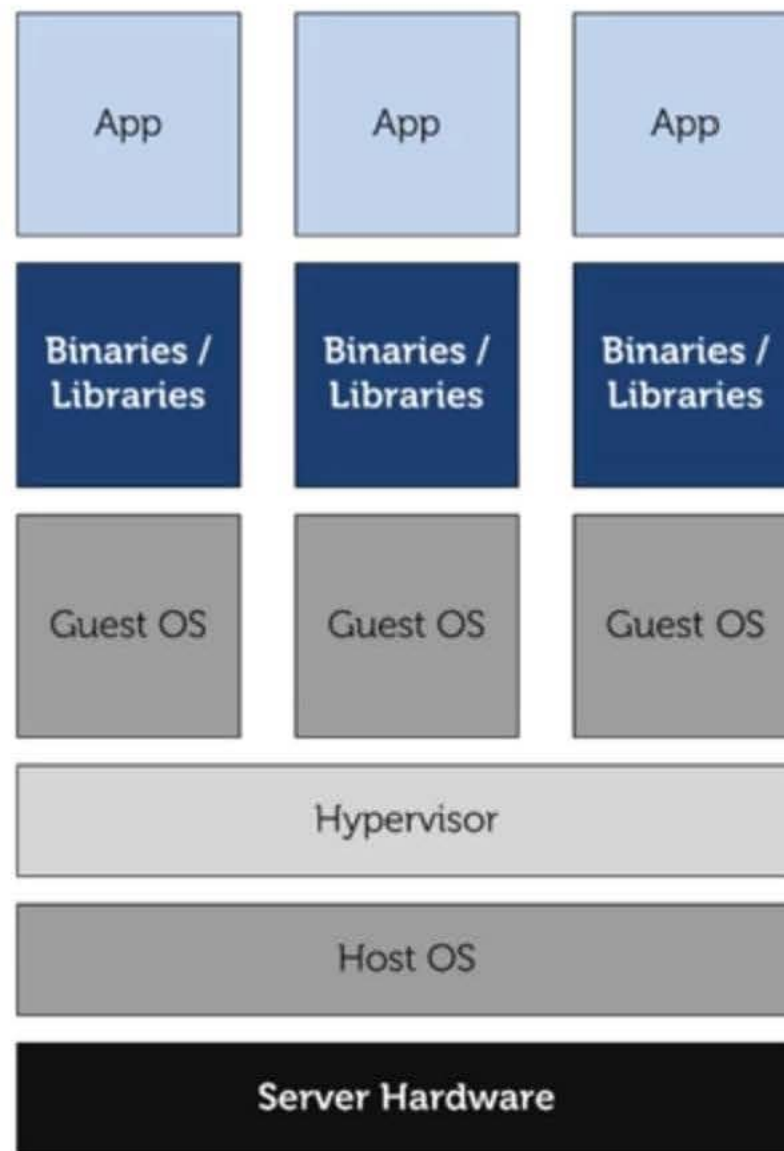 App
App
App
Binaries /
Libraries
Binaries /
Libraries
Binaries /
Libraries
Guest OS
Guest OS
Guest OS
Hypervisor
Host OS
Server Hardware